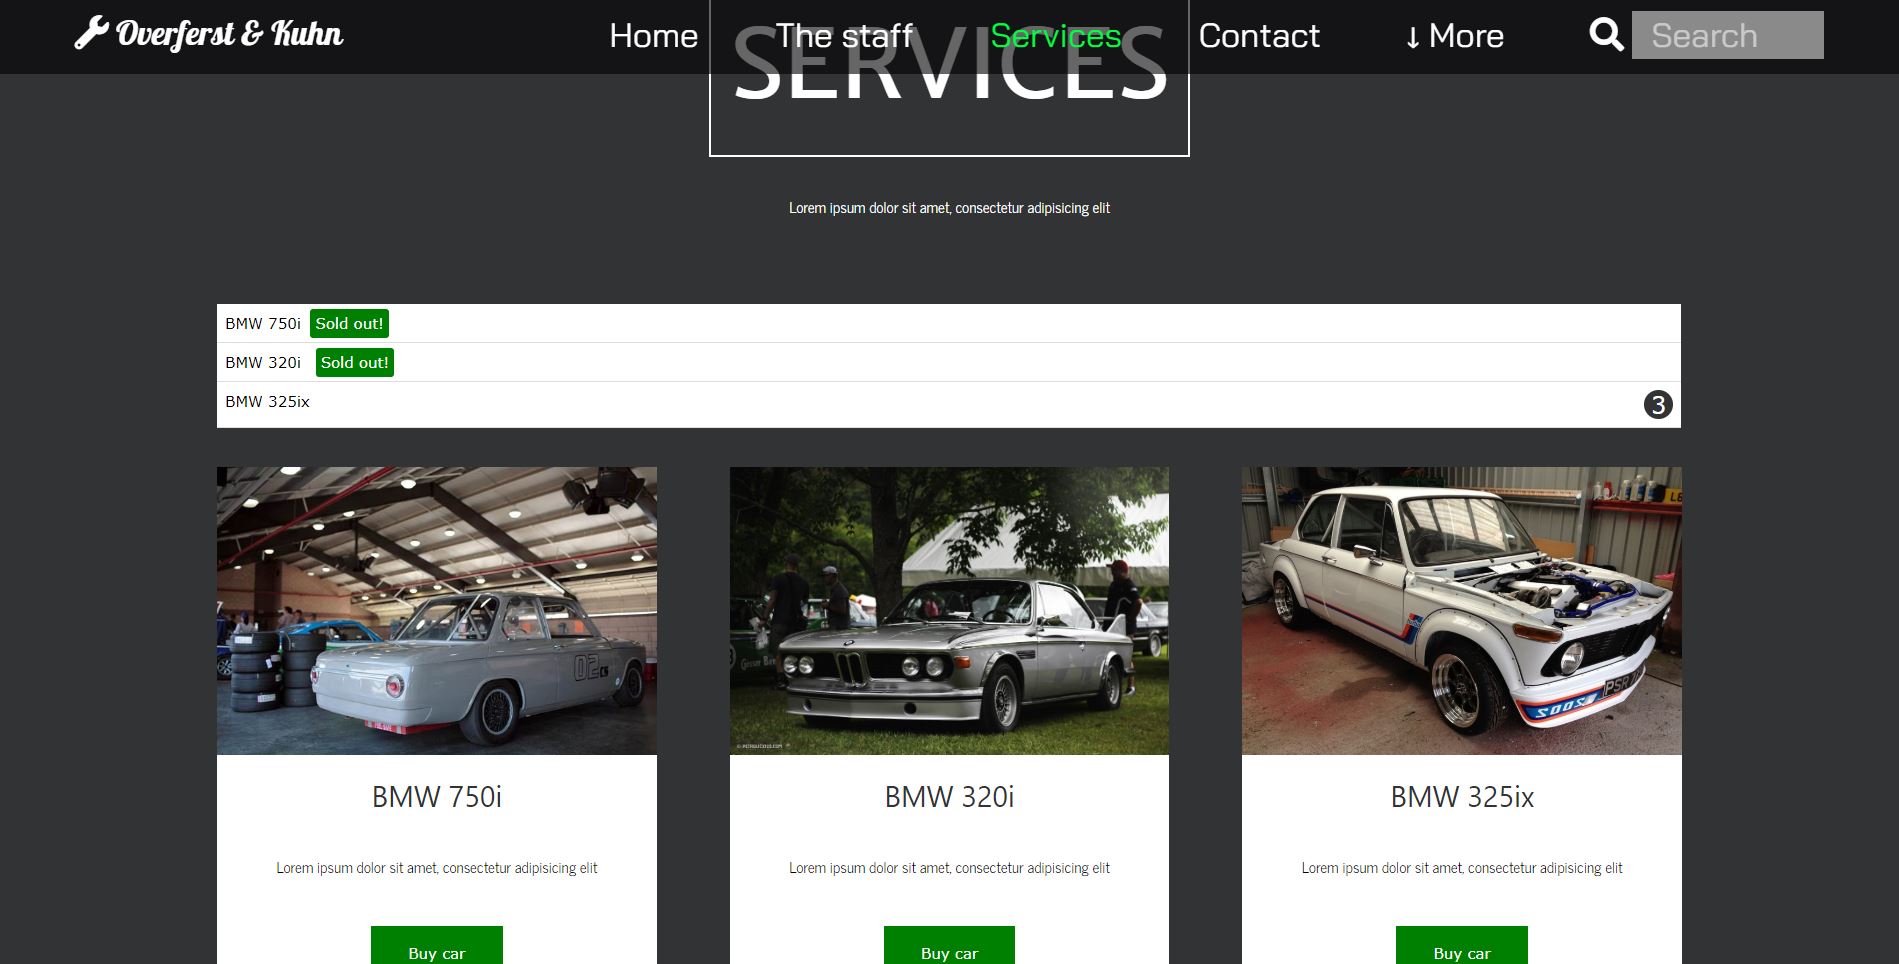 Overferst & Kuhn
Home The staff Services Contact ↓ More Search
SERVICES
Lorem ipsum dolor sit amet, consectetur adipisicing elit
BMW 750i Sold out!
BMW 320i Sold out!
BMW 325ix 3
02
PSR
2002
BMW 750i BMW 320i BMW 325ix
Lorem ipsum dolor sit amet, consectetur adipisicing elit
Lorem ipsum dolor sit amet, consectetur adipisicing elit
Lorem ipsum dolor sit amet, consectetur adipisicing elit
Buy car Buy car Buy car